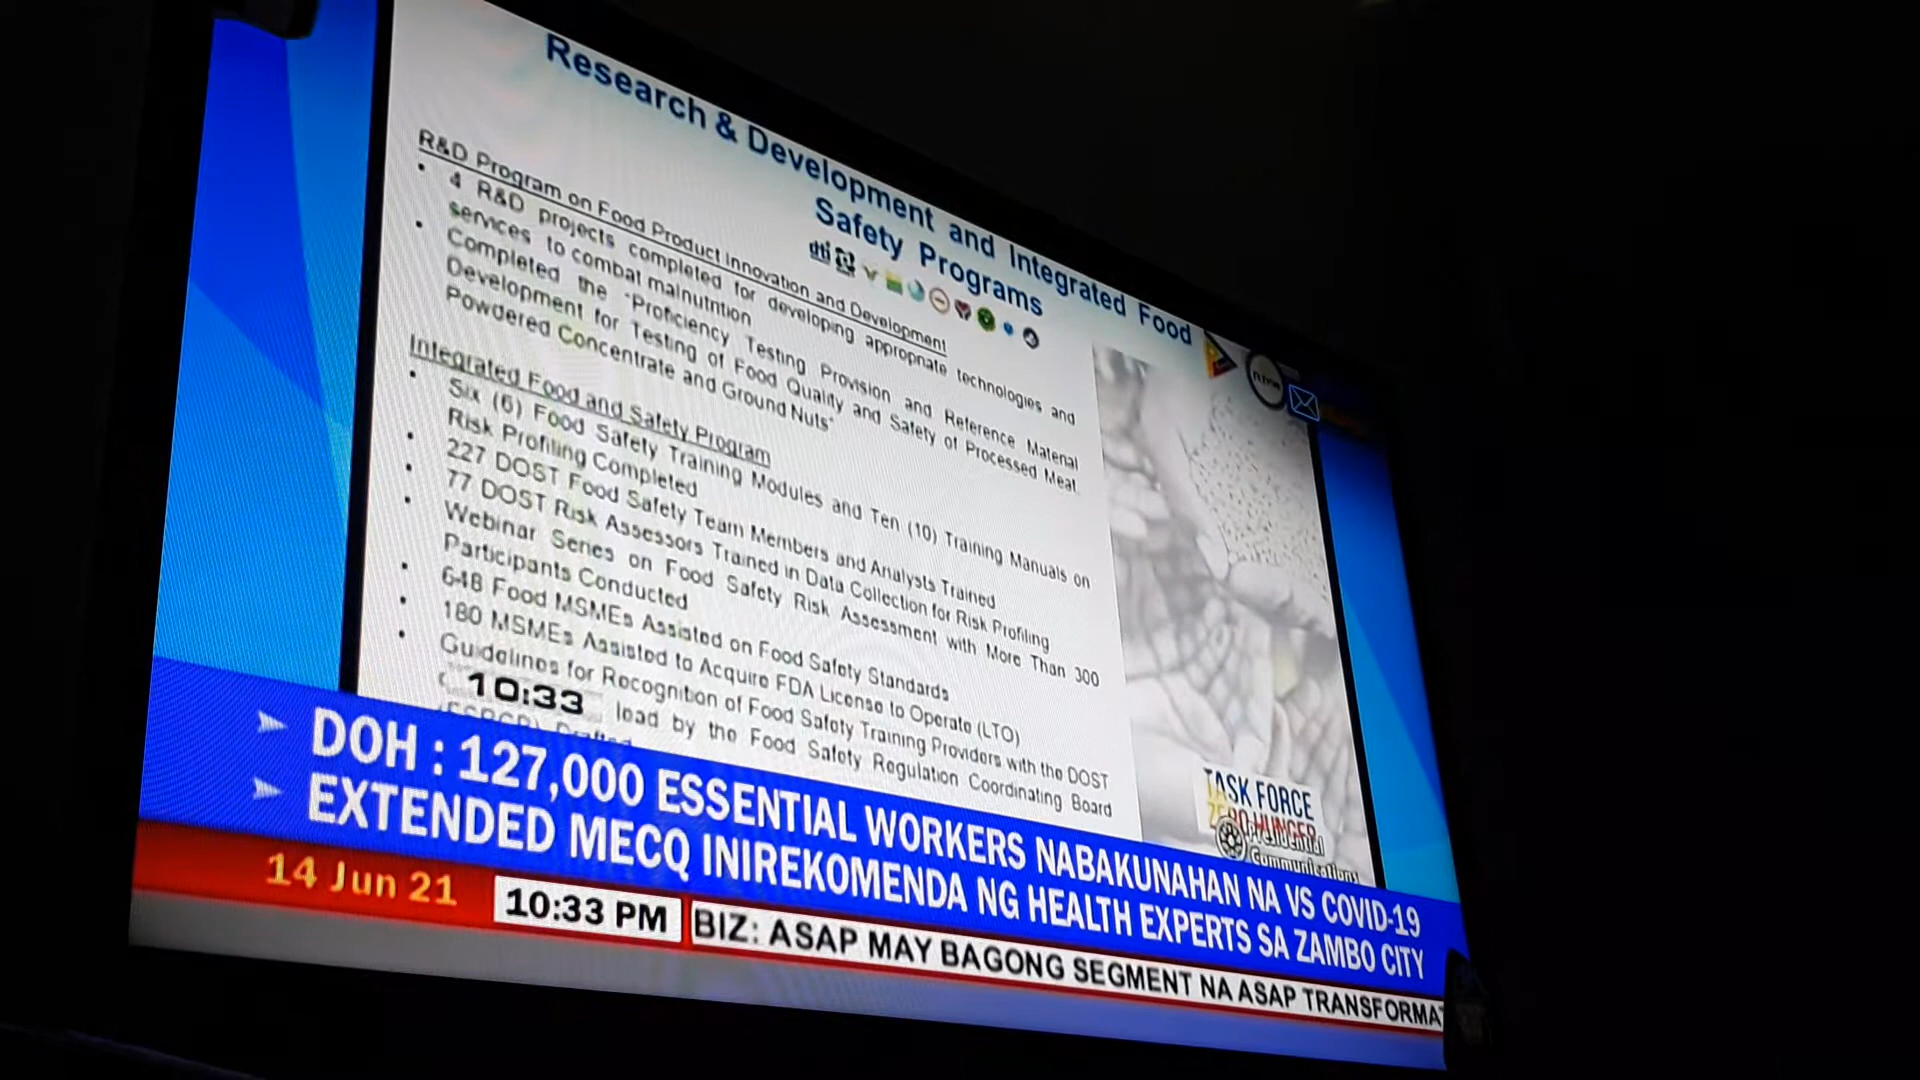 Research & Development and Integrated Food
Safety Programs
dti
R&D Program on Food Product Innovation and Development
• 4 R&D projects completed for developing appropriate technologies and
services to combat malnutrition
• Completed the "Proficiency Testing Provision and Reference Material
Development for Testing of Food Quality and Safety of Processed Meat,
Powdered Concentrate and Ground Nuts"
Integrated Food and Safety Program
• Six (6) Food Safety Training Modules and Ten (10) Training Manuals on
Risk Profiling Completed
• 227 DOST Food Safety Team Members and Analysts Trained
• 77 DOST Risk Assessors Trained in Data Collection for Risk Profiling
• Webinar Series on Food Safety Risk Assessment with More Than 300
Participants Conducted
• 648 Food MSMEs Assisted on Food Safety Standards
• 180 MSMEs Assisted to Acquire FDA License to Operate (LTO)
• Guidelines for Recognition of Food Safety Training Providers with the DOST
lead by the Food Safety Regulation Coordinating Board
(FSRCB) Drafted
10:33
TASK FORCE
ZERO HUNGER
Presidential
Communications
DOH : 127,000 ESSENTIAL WORKERS NABAKUNAHAN NA VS COVID-19
EXTENDED MECQ INIREKOMENDA NG HEALTH EXPERTS SA ZAMBO CITY
14 Jun 21
10:33 PM
BIZ: ASAP MAY BAGONG SEGMENT NA ASAP TRANSFORMAT